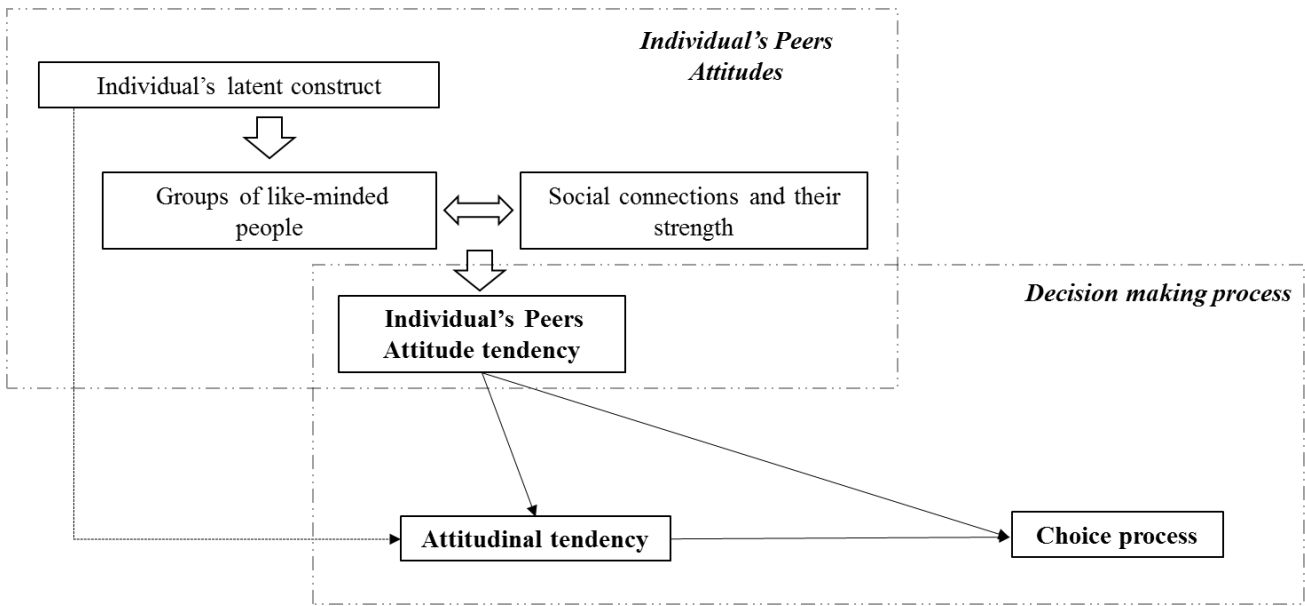 Individual’s Peers
Attitudes
Individual’s latent construct
Groups of like-minded
people
Social connections and their
strength
Decision making process
Individual’s Peers
Attitude tendency
Attitudinal tendency
Choice process